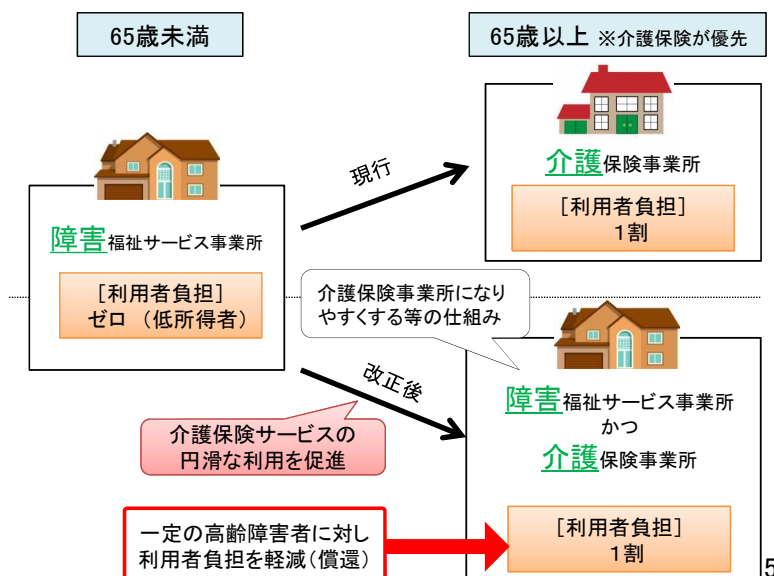 65歳未満
65歳以上 ※介護保険が優先
障害福祉サービス事業所
[利用者負担]
ゼロ （低所得者）
現行
介護保険事業所
[利用者負担]
1割
介護保険事業所になり
やすくする等の仕組み
改正後
介護保険サービスの
円滑な利用を促進
障害福祉サービス事業所
かつ
介護保険事業所
[利用者負担]
1割
一定の高齢障害者に対し
利用者負担を軽減（償還）
5